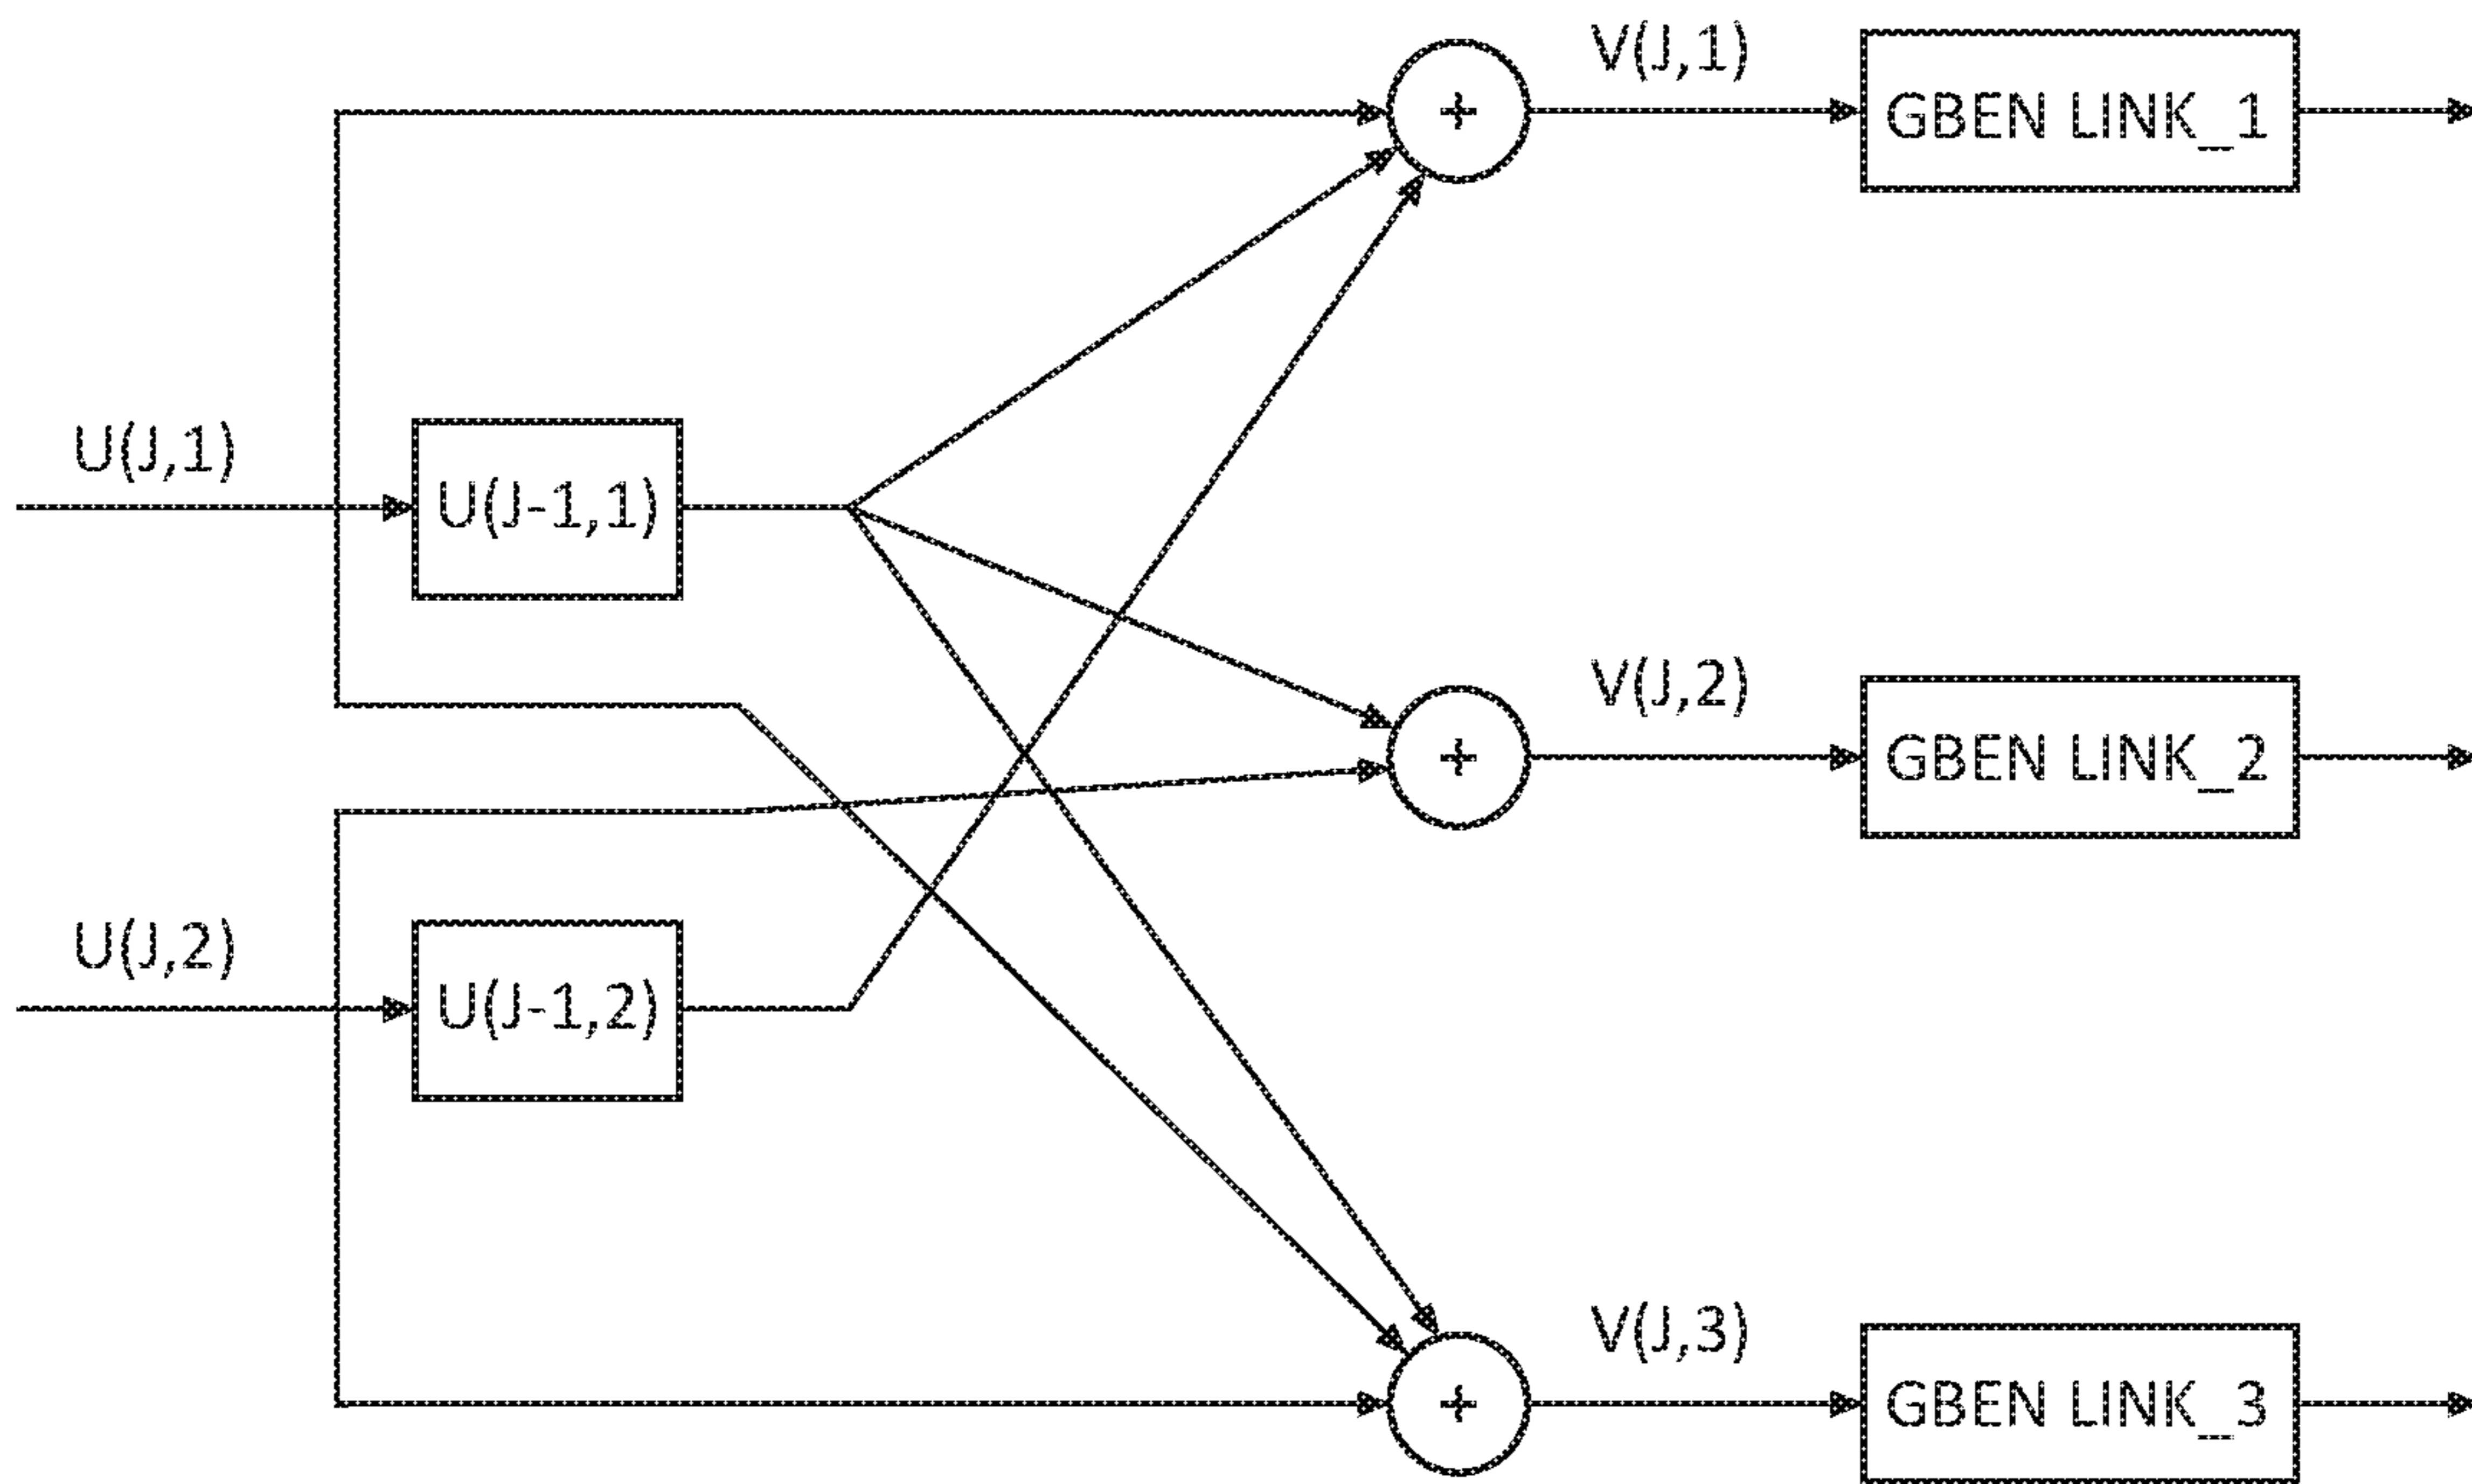 V(J,1)
+
GBEN LINK_1
U(J,1)
U(J-1,1)
V(J,2)
+
GBEN LINK_2
U(J,2)
U(J-1,2)
V(J,3)
+
GBEN LINK_3